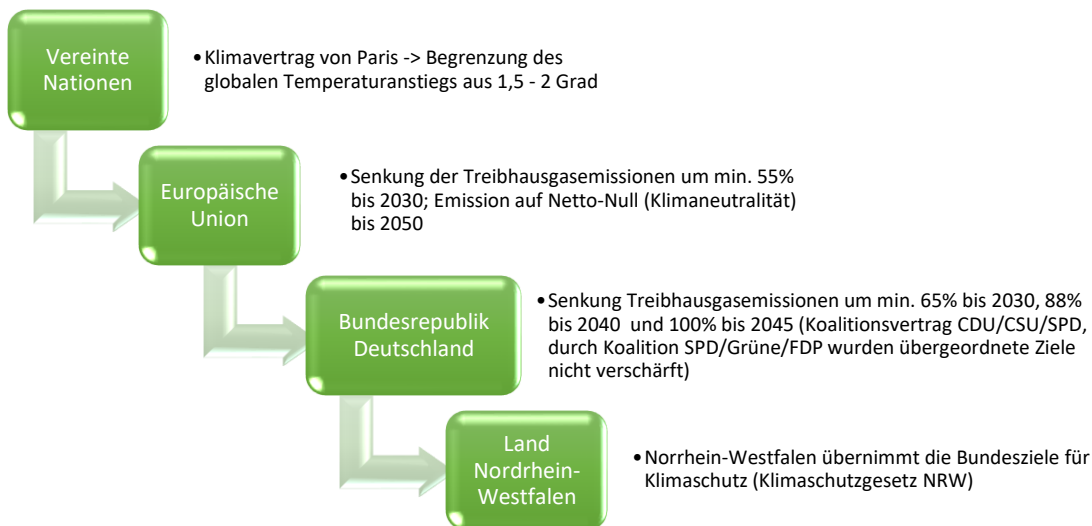 Vereinte
Nationen
•Klimavertrag von Paris -> Begrenzung des
globalen Temperaturanstiegs aus 1,5 - 2 Grad
Europäische
Union
•Senkung der Treibhausgasemissionen um min. 55%
bis 2030; Emission auf Netto-Null (Klimaneutralität)
bis 2050
Bundesrepublik
Deutschland
•Senkung Treibhausgasemissionen um min. 65% bis 2030, 88%
bis 2040 und 100% bis 2045 (Koalitionsvertrag CDU/CSU/SPD,
durch Koalition SPD/Grüne/FDP wurden übergeordnete Ziele
nicht verschärft)
Land
Nordrhein-
Westfalen
•Norrhein-Westfalen übernimmt die Bundesziele für
Klimaschutz (Klimaschutzgesetz NRW)